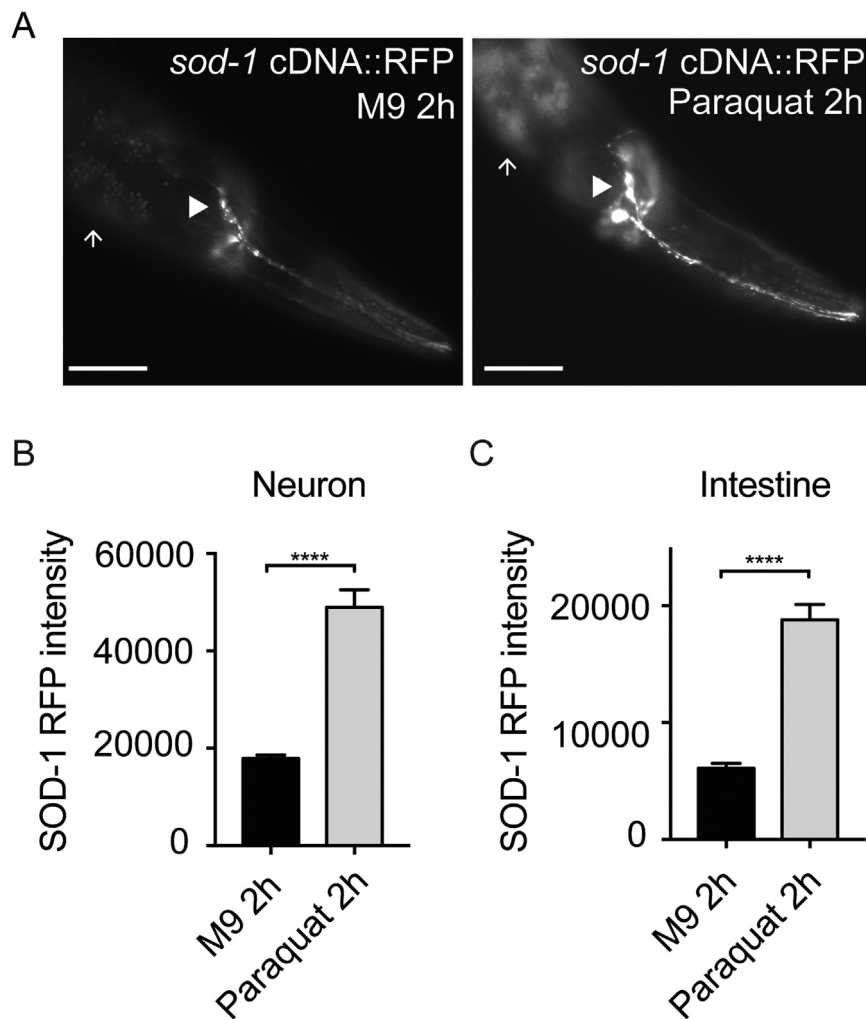 A
sod-1 cDNA::RFP
M9 2h
sod-1 cDNA::RFP
Paraquat 2h
B
Neuron
SOD-1 RFP intensity
60000
40000
20000
0
****
M9 2h
Paraquat 2h
C
Intestine
SOD-1 RFP intensity
20000
10000
0
****
M9 2h
Paraquat 2h